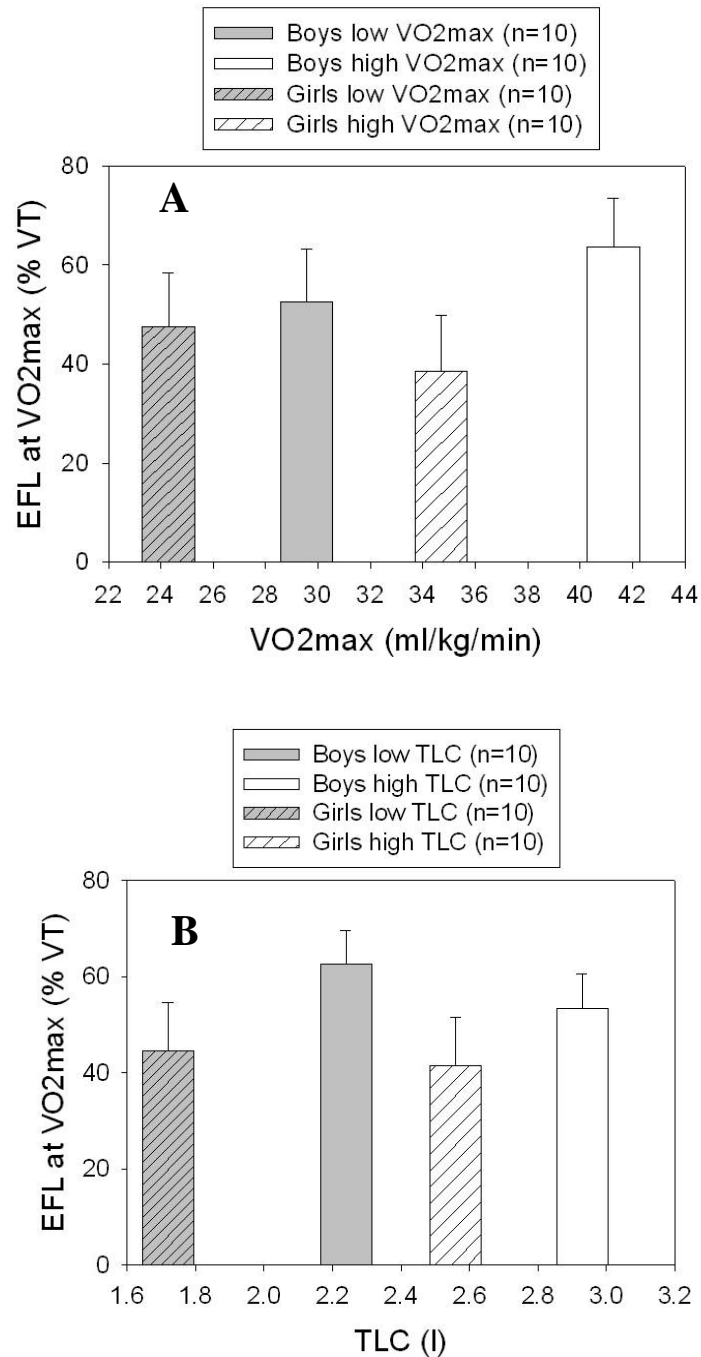 Boys low VO2max (n=10)
Boys high VO2max (n=10)
Girls low VO2max (n=10)
Girls high VO2max (n=10)
A
EFL at VO2max (% VT)
80
60
40
20
0
22 24 26 28 30 32 34 36 38 40 42 44
VO2max (ml/kg/min)
Boys low TLC (n=10)
Boys high TLC (n=10)
Girls low TLC (n=10)
Girls high TLC (n=10)
B
EFL at VO2max (% VT)
80
60
40
20
0
1.6 1.8 2.0 2.2 2.4 2.6 2.8 3.0 3.2
TLC (l)